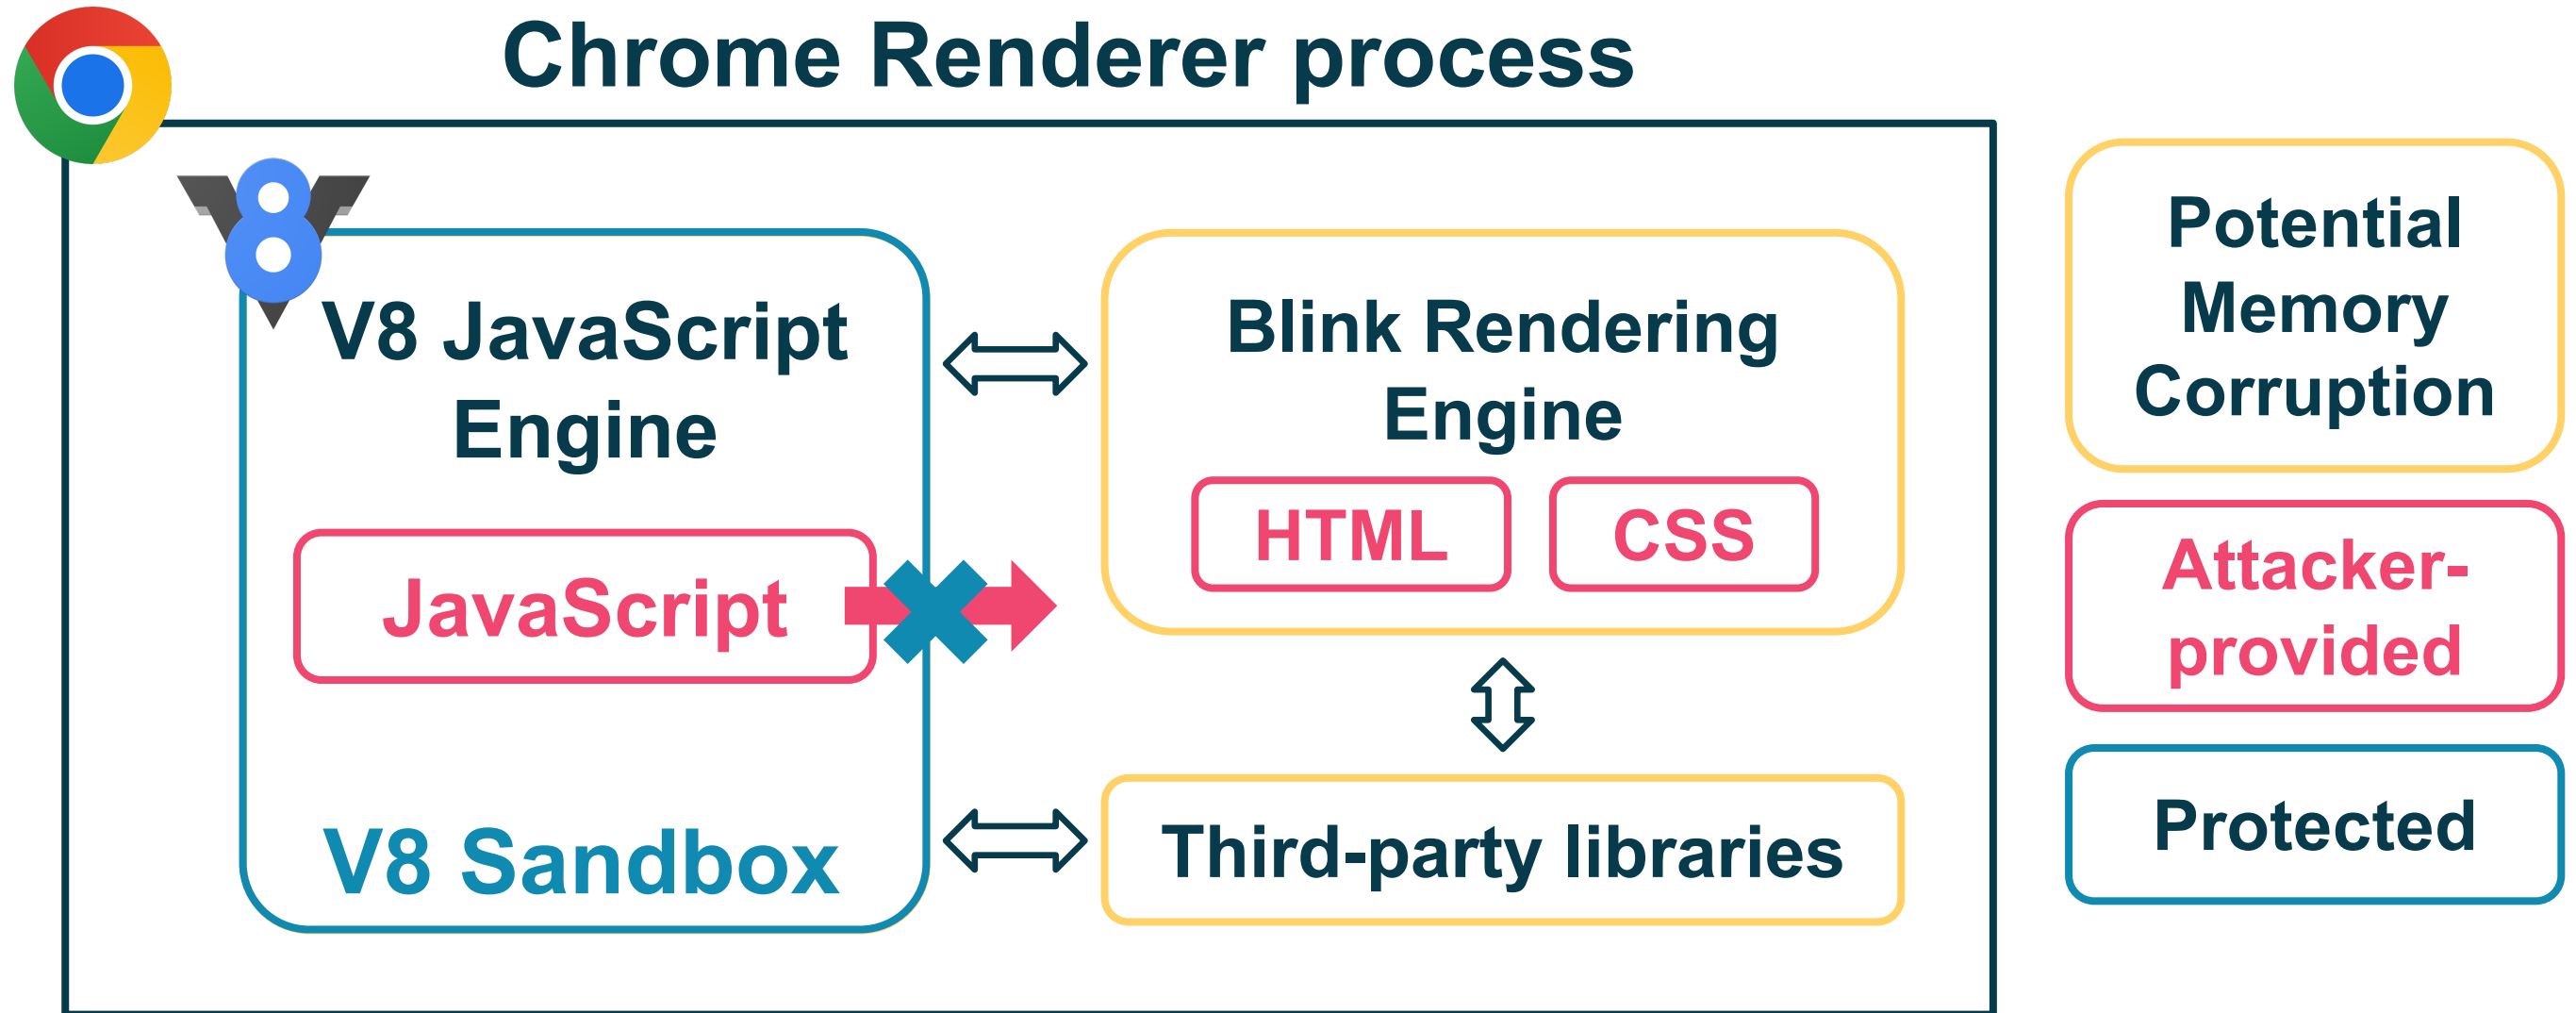 Chrome Renderer process
V8 JavaScript
Engine
JavaScript
V8 Sandbox
Blink Rendering
Engine
HTML
CSS
Third-party libraries
Potential
Memory
Corruption
Attacker-
provided
Protected